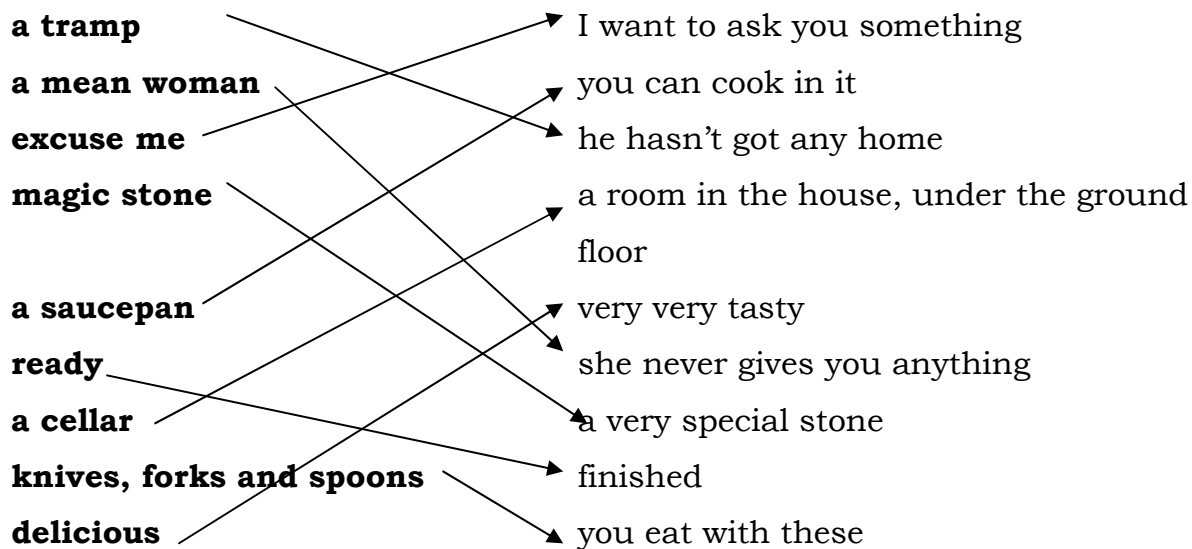 a tramp I want to ask you something
a mean woman you can cook in it
excuse me he hasn’t got any home
magic stone a room in the house, under the ground
floor
a saucepan very very tasty
ready she never gives you anything
a cellar a very special stone
knives, forks and spoons finished
delicious you eat with these